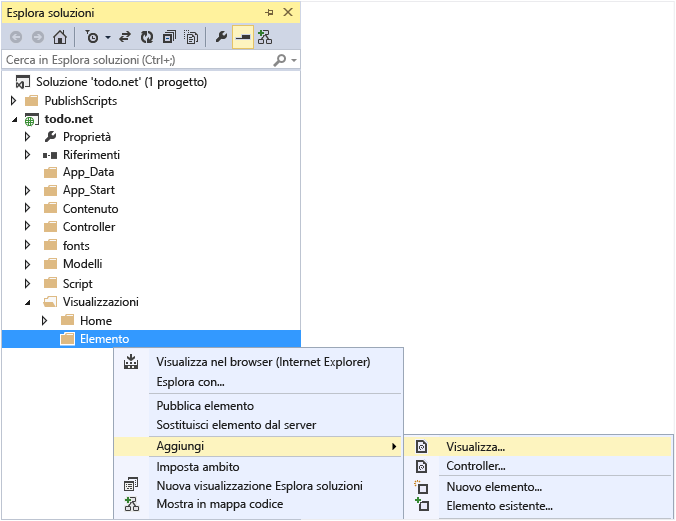 Esplora soluzioni
Cerca in Esplora soluzioni (Ctrl+;)
Soluzione 'todo.net' (1 progetto)
PublishScripts
todo.net
Proprietà
Riferimenti
App_Data
App_Start
Contenuto
Controller
fonts
Modelli
Script
Visualizzazioni
Home
Elemento
Visualizza nel browser (Internet Explorer)
Esplora con...
Pubblica elemento
Sostituisci elemento dal server
Aggiungi
Imposta ambito
Nuova visualizzazione Esplora soluzioni
Mostra in mappa codice
Visualizza...
Controller...
Nuovo elemento...
Elemento esistente...